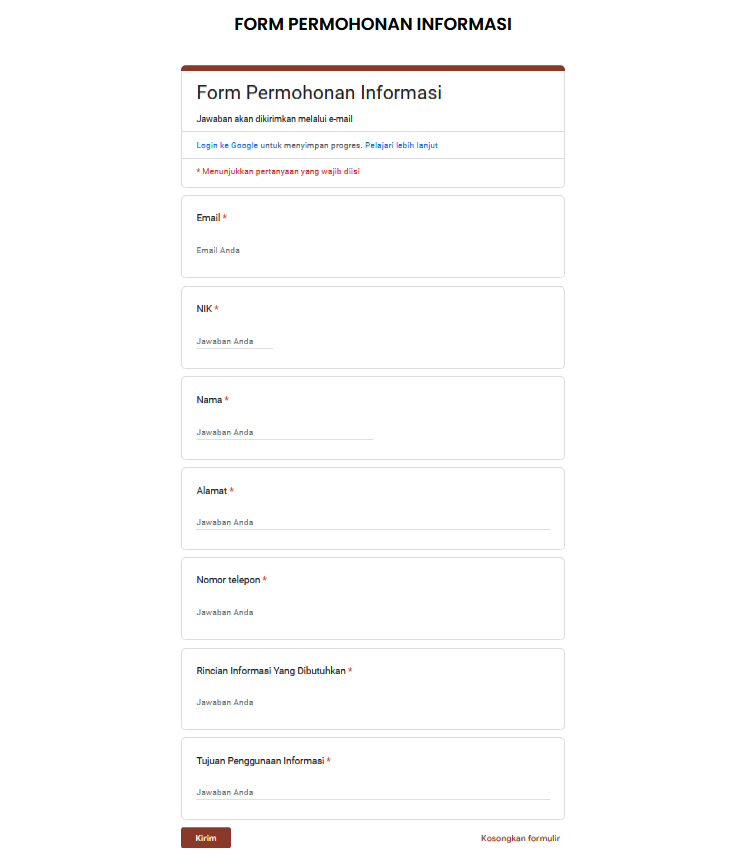 FORM PERMOHONAN INFORMASI
Form Permohonan Informasi
Jawaban akan dikirimkan melalui e-mail
Login ke Google untuk menyimpan progres. Pelajari lebih lanjut
* Menunjukkan pertanyaan yang wajib diisi
Email *
Email Anda
NIK *
Jawaban Anda
Nama *
Jawaban Anda
Alamat *
Jawaban Anda
Nomor telepon *
Jawaban Anda
Rincian Informasi Yang Dibutuhkan *
Jawaban Anda
Tujuan Penggunaan Informasi *
Jawaban Anda
Kirim
Kosongkan formulir